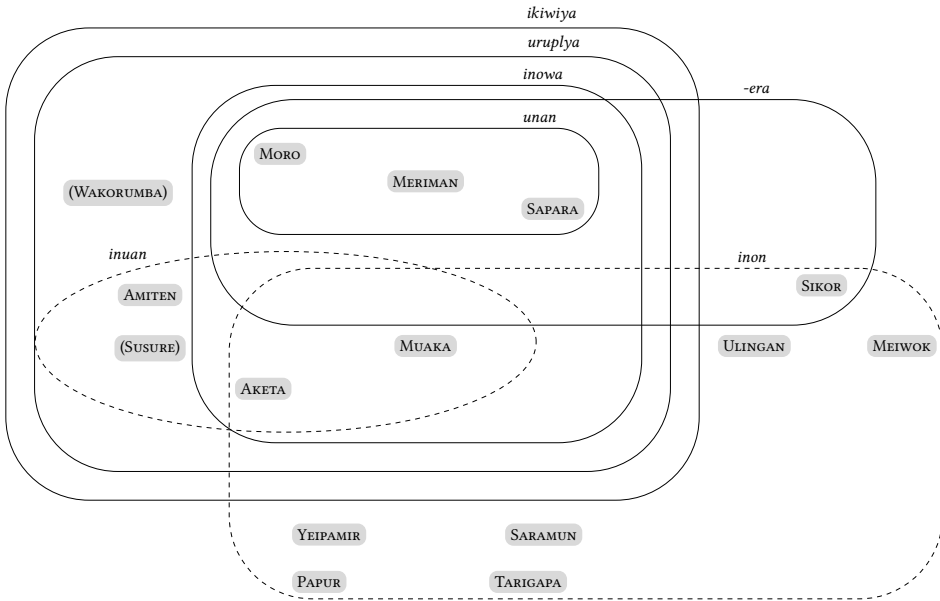 ikiwiya
uruplya
inowa
-era
unan
Moro
Meriman
(Wakorumba)
Sapara
inuan
inon
Sikor
Amiten
(Susure)
Muaka
Ulingan
Meiwok
Aketa
Yeipamir
Saramun
Papur
Tarigapa